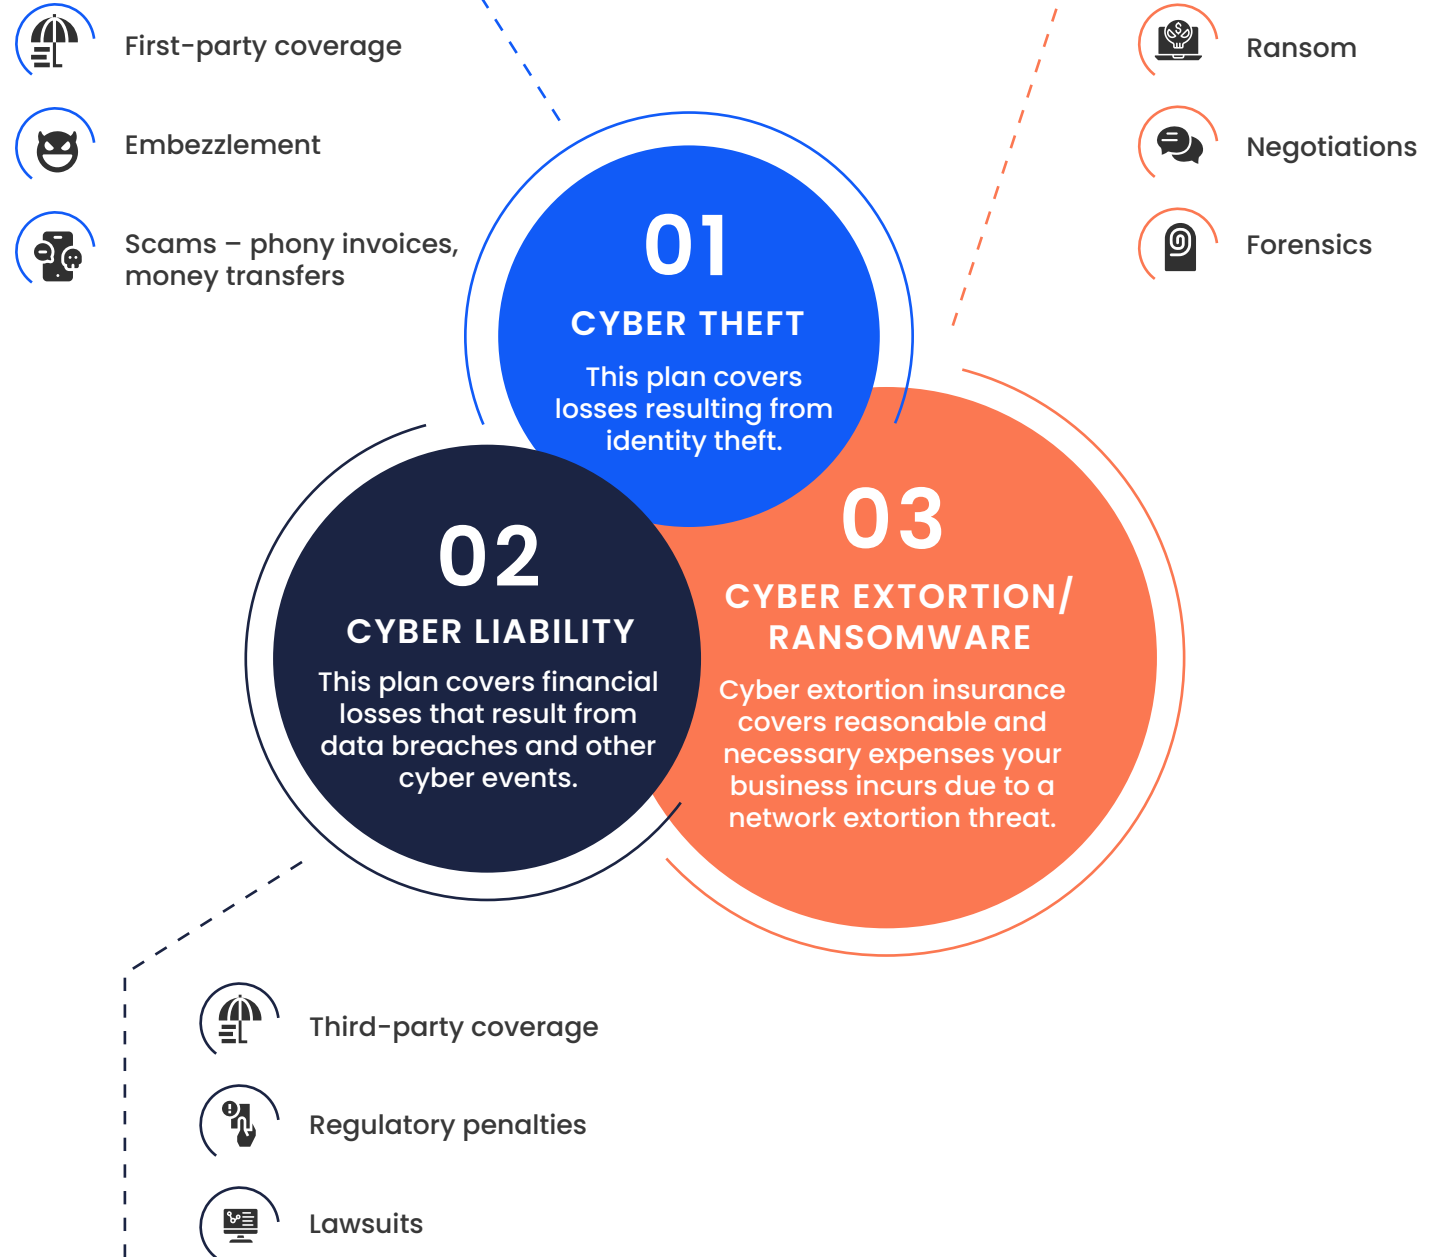 First-party coverage
Embezzlement
Scams – phony invoices,
money transfers
Ransom
Negotiations
Forensics
01
CYBER THEFT
This plan covers
losses resulting from
identity theft.
02
CYBER LIABILITY
This plan covers financial
losses that result from
data breaches and other
cyber events.
03
CYBER EXTORTION/
RANSOMWARE
Cyber extortion insurance
covers reasonable and
necessary expenses your
business incurs due to a
network extortion threat.
Third-party coverage
Regulatory penalties
Lawsuits